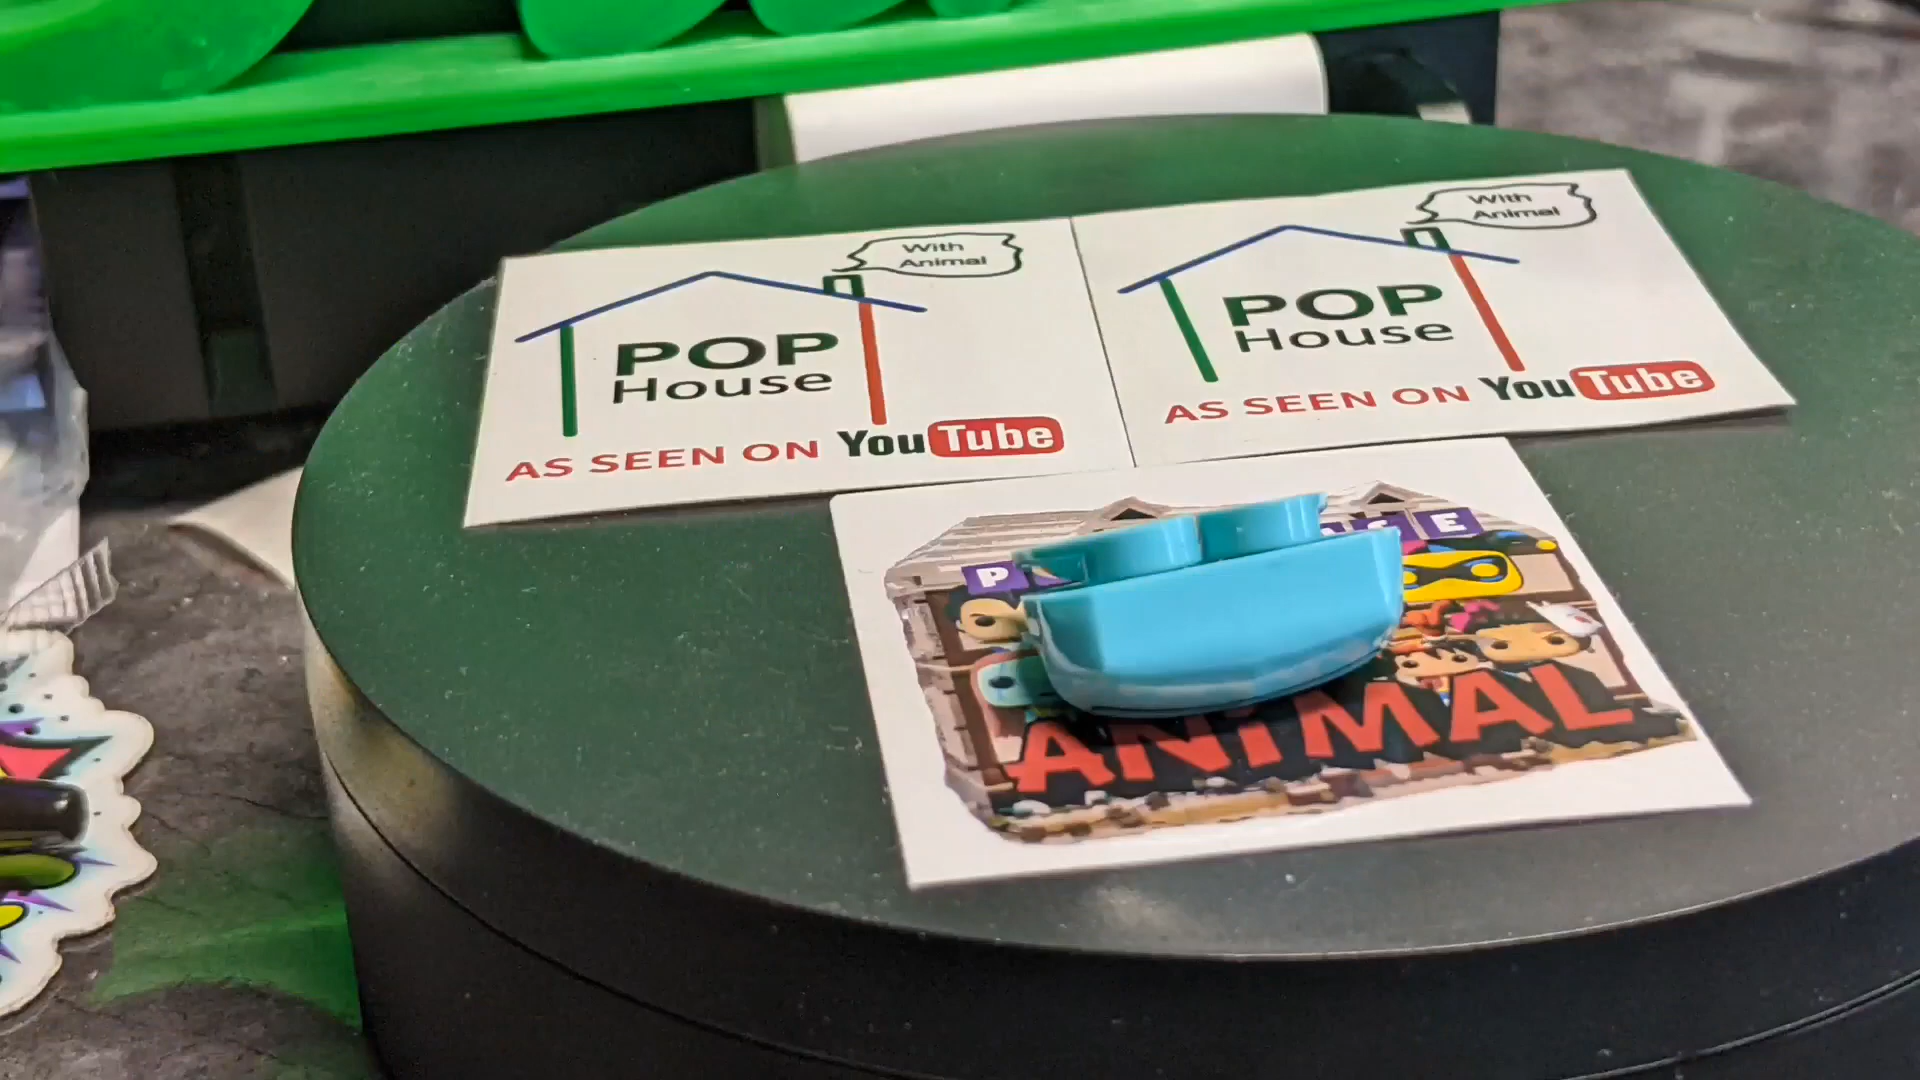 With
Animal
POP
House
AS SEEN ON YouTube
With
Animal
POP
House
AS SEEN ON YouTube
P
S E
ANIMAL